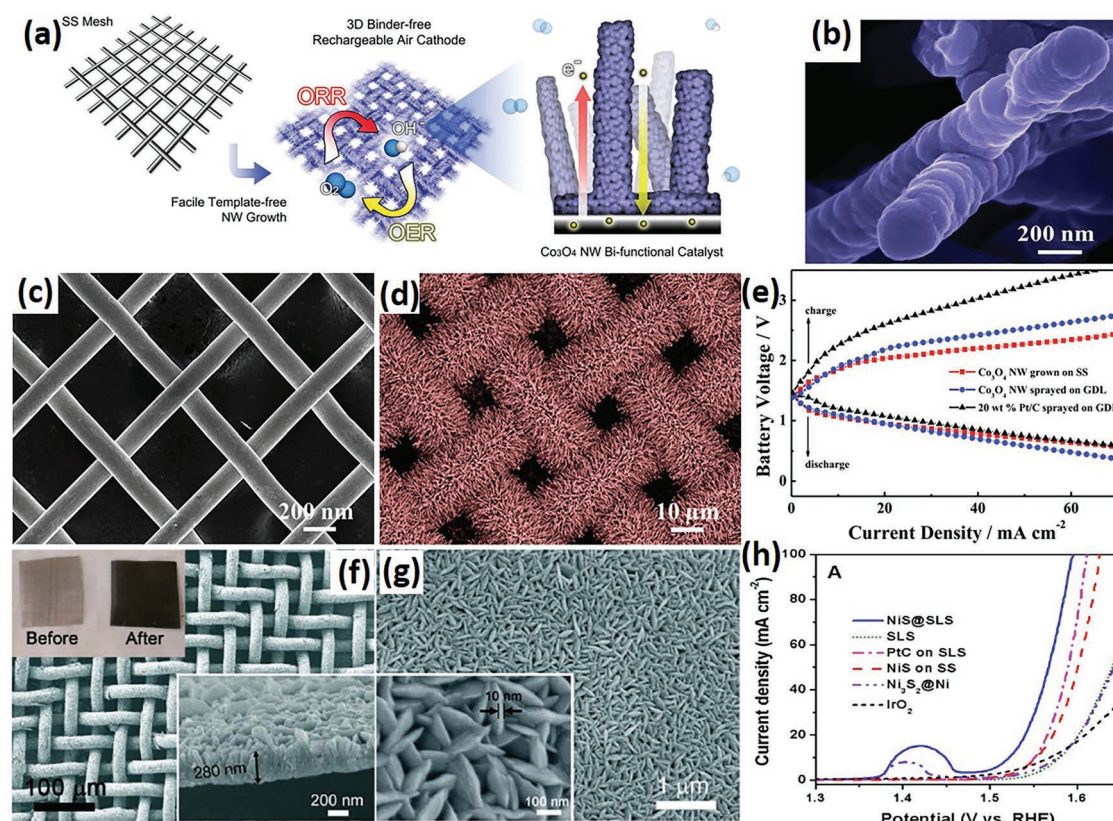 (a)
SS Mesh
3D Binder-free
Rechargeable Air Cathode
ORR
OH⁻
O₂
OER
Facile Template-free
NW Growth
e⁻
Co₃O₄ NW Bi-functional Catalyst
(b)
200 nm
(c)
200 nm
(d)
10 μm
(e)
Battery Voltage / V
3
2
1
0
charge
discharge
Co₃O₄ NW grown on SS
Co₃O₄ NW sprayed on GDL
20 wt % Pt/C sprayed on GDL
0 20 40 60
Current Density / mA cm⁻²
(f)
Before After
100 μm
280 nm
200 nm
(g)
10 nm
100 nm
1 μm
(h)
A
Current density (mA cm⁻²)
100
80
60
40
20
0
NiS@SLS
SLS
PtC on SLS
NiS on SS
Ni₃S₂@Ni
IrO₂
1.3 1.4 1.5 1.6
Potential (V vs. RHE)